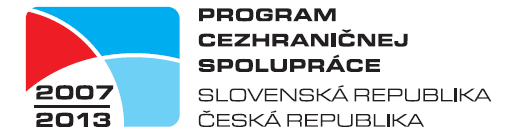 2007
2013
PROGRAM
CEZHRANIČNEJ
SPOLUPRÁCE
SLOVENSKÁ REPUBLIKA
ČESKÁ REPUBLIKA